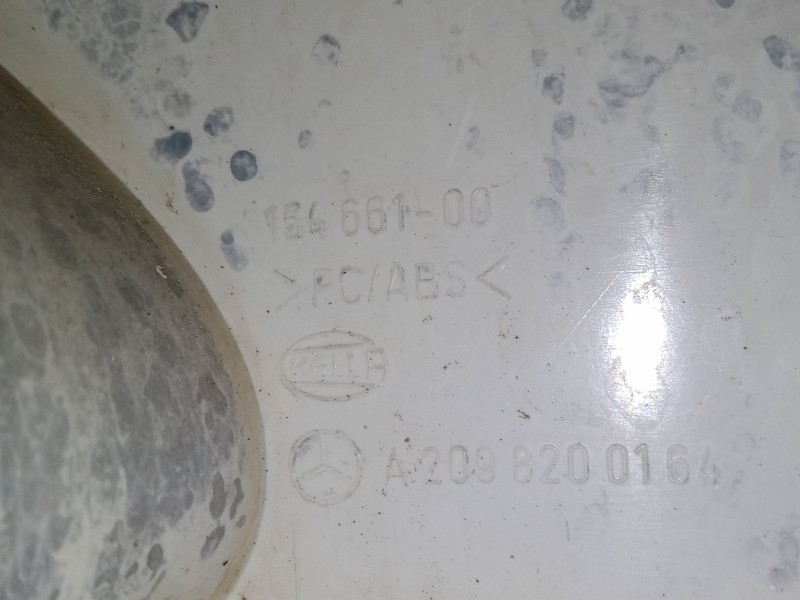 154 661-00
>PC/ABS<
HELLA
A 209 820 01 64